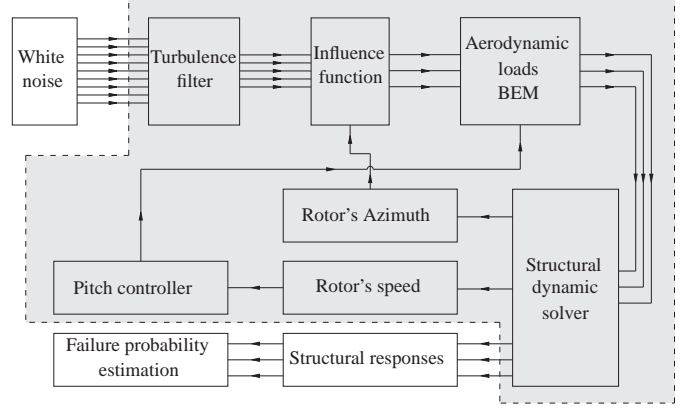 White
noise
Turbulence
filter
Influence
function
Aerodynamic
loads
BEM
Rotor's Azimuth
Pitch controller
Rotor's speed
Structural
dynamic
solver
Failure probability
estimation
Structural responses